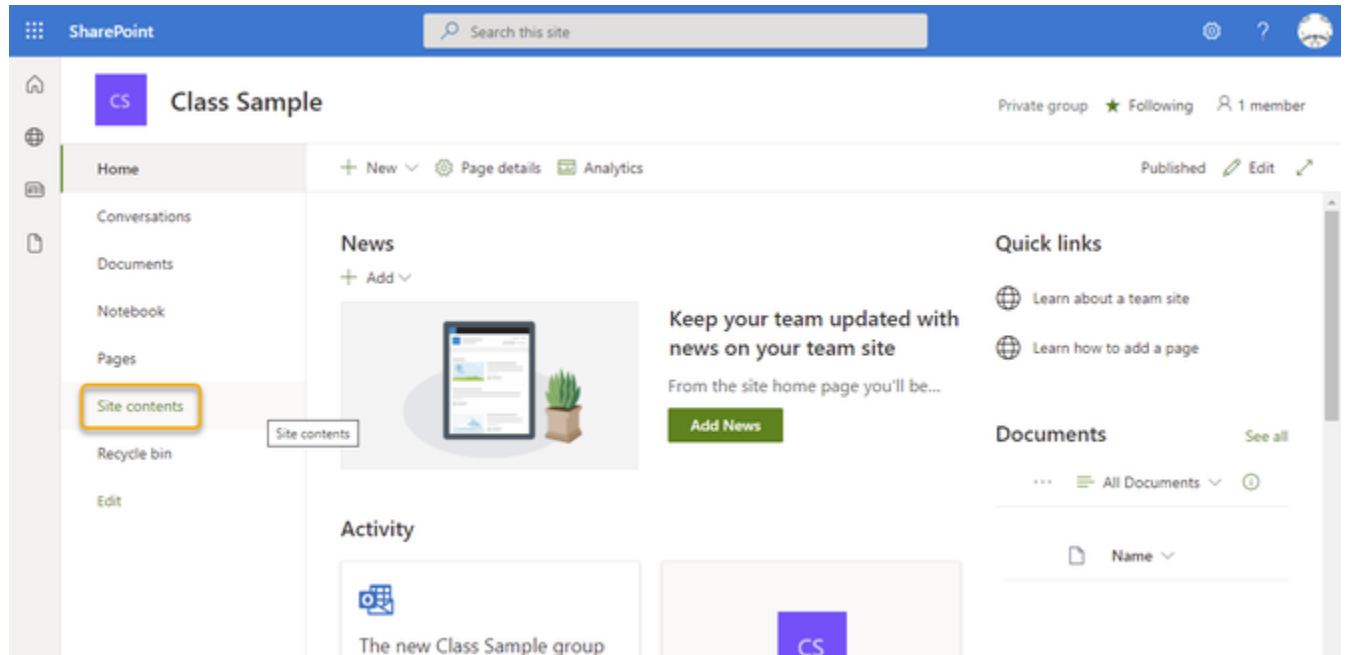 SharePoint
Search this site
?
CS
Class Sample
Private group
Following
1 member
Home
Conversations
Documents
Notebook
Pages
Site contents
Site contents
Recycle bin
Edit
New
Page details
Analytics
Published
Edit
News
Add
Keep your team updated with
news on your team site
From the site home page you'll be...
Add News
Quick links
Learn about a team site
Learn how to add a page
Documents
See all
... All Documents
Name
Activity
The new Class Sample group
CS